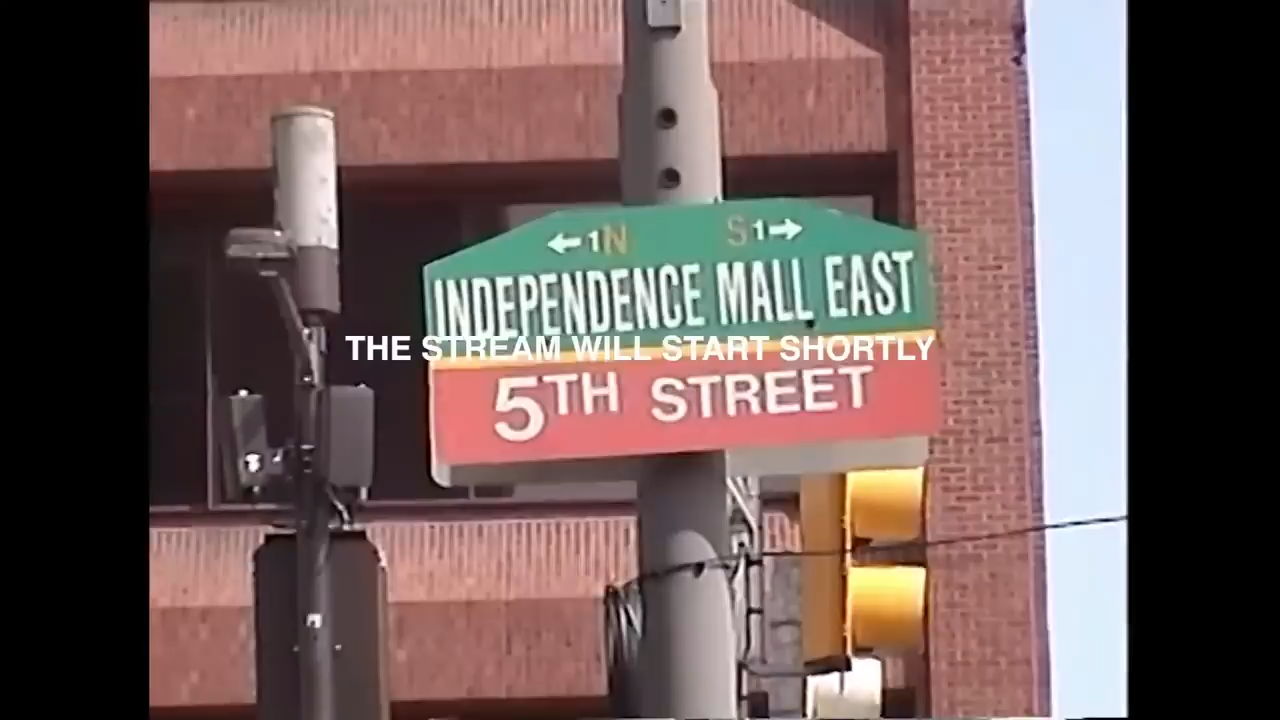 ←1N S1→
INDEPENDENCE MALL EAST
THE STREAM WILL START SHORTLY
5TH STREET